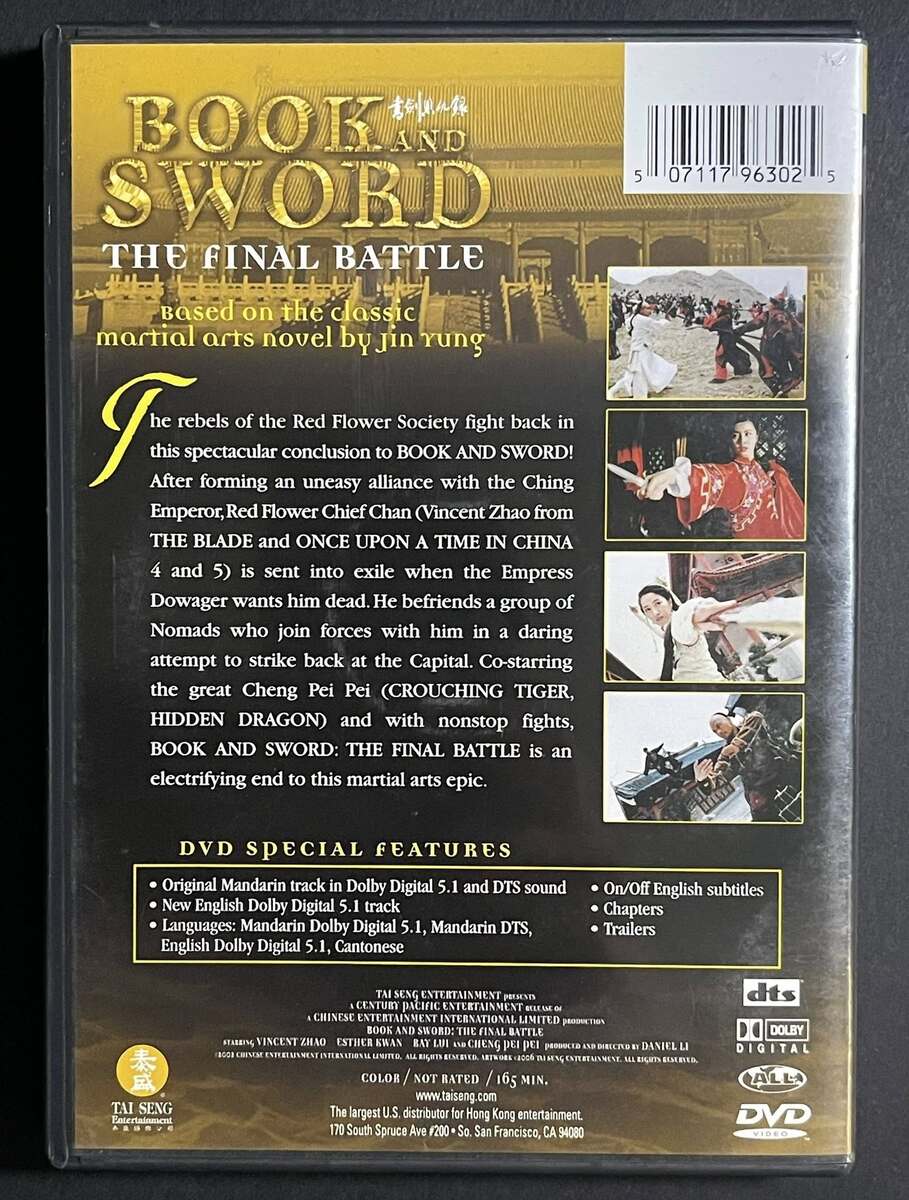 BOOK 書劍恩仇錄
AND
SWORD
THE FINAL BATTLE
Based on the classic
martial arts novel by Jin Yung
The rebels of the Red Flower Society fight back in
this spectacular conclusion to BOOK AND SWORD!
After forming an uneasy alliance with the Ching
Emperor, Red Flower Chief Chan (Vincent Zhao from
THE BLADE and ONCE UPON A TIME IN CHINA
4 and 5) is sent into exile when the Empress
Dowager wants him dead. He befriends a group of
Nomads who join forces with him in a daring
attempt to strike back at the Capital. Co-starring
the great Cheng Pei Pei (CROUCHING TIGER,
HIDDEN DRAGON) and with nonstop fights,
BOOK AND SWORD: THE FINAL BATTLE is an
electrifying end to this martial arts epic.
5 07117 96302 5
DVD SPECIAL FEATURES
• Original Mandarin track in Dolby Digital 5.1 and DTS sound
• New English Dolby Digital 5.1 track
• Languages: Mandarin Dolby Digital 5.1, Mandarin DTS,
English Dolby Digital 5.1, Cantonese
• On/Off English subtitles
• Chapters
• Trailers
TAI SENG ENTERTAINMENT PRESENTS
A CENTURY PACIFIC ENTERTAINMENT RELEASE OF
A CHINESE ENTERTAINMENT INTERNATIONAL LIMITED PRODUCTION
BOOK AND SWORD: THE FINAL BATTLE
STARRING VINCENT ZHAO ESTHER KWAN RAY LUI AND CHENG PEI PEI PRODUCED AND DIRECTED BY DANIEL LI
CHINESE ENTERTAINMENT INTERNATIONAL LIMITED. ALL RIGHTS RESERVED. ARTWORK ©2006 TAI SENG ENTERTAINMENT. ALL RIGHTS RESERVED.
COLOR / NOT RATED / 165 MIN.
www.taiseng.com
The largest U.S. distributor for Hong Kong entertainment.
170 South Spruce Ave #200 • So. San Francisco, CA 94080
泰盛
TAI SENG
Entertainment
dts
DOLBY
DIGITAL
ALL
DVD
VIDEO